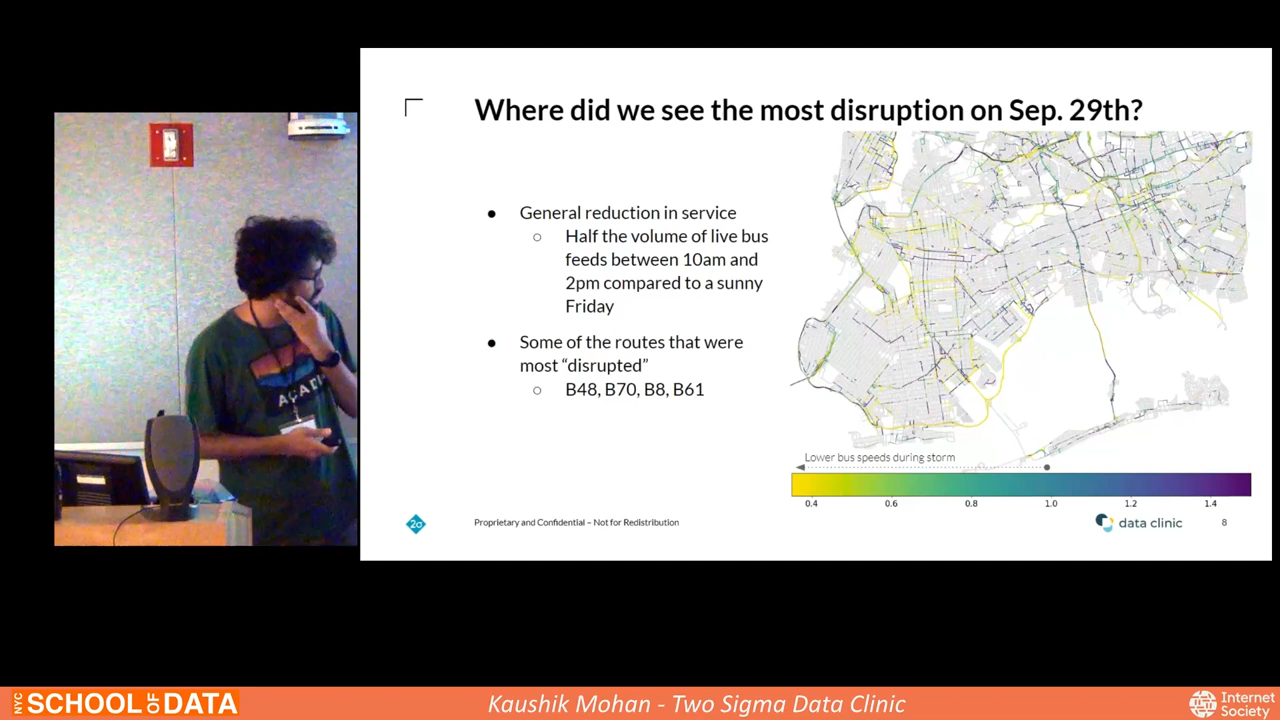 Where did we see the most disruption on Sep. 29th?
● General reduction in service
○ Half the volume of live bus
feeds between 10am and
2pm compared to a sunny
Friday
● Some of the routes that were
most “disrupted”
○ B48, B70, B8, B61
Lower bus speeds during storm
0.4 0.6 0.8 1.0 1.2 1.4
2σ
Proprietary and Confidential – Not for Redistribution
data clinic
8
ACADI
NYC SCHOOL OF DATA
Kaushik Mohan - Two Sigma Data Clinic
Internet
Society